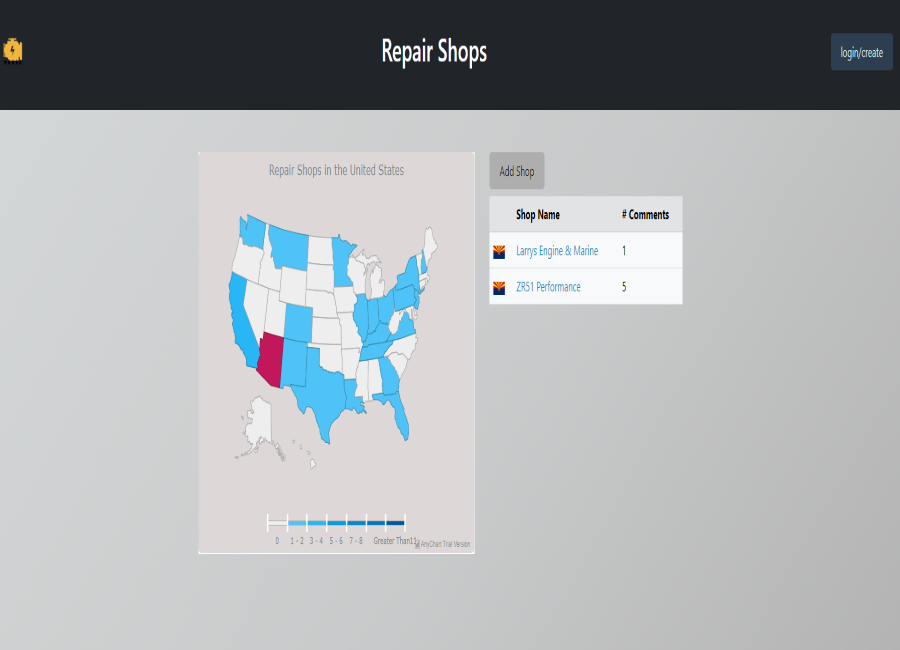 Repair Shops
login/create
Repair Shops in the United States
Add Shop
Shop Name # Comments
Larrys Engine & Marine 1
ZR51 Performance 5
0 1 - 2 3 - 4 5 - 6 7 - 8 Greater Than11
AnyChart Trial Version